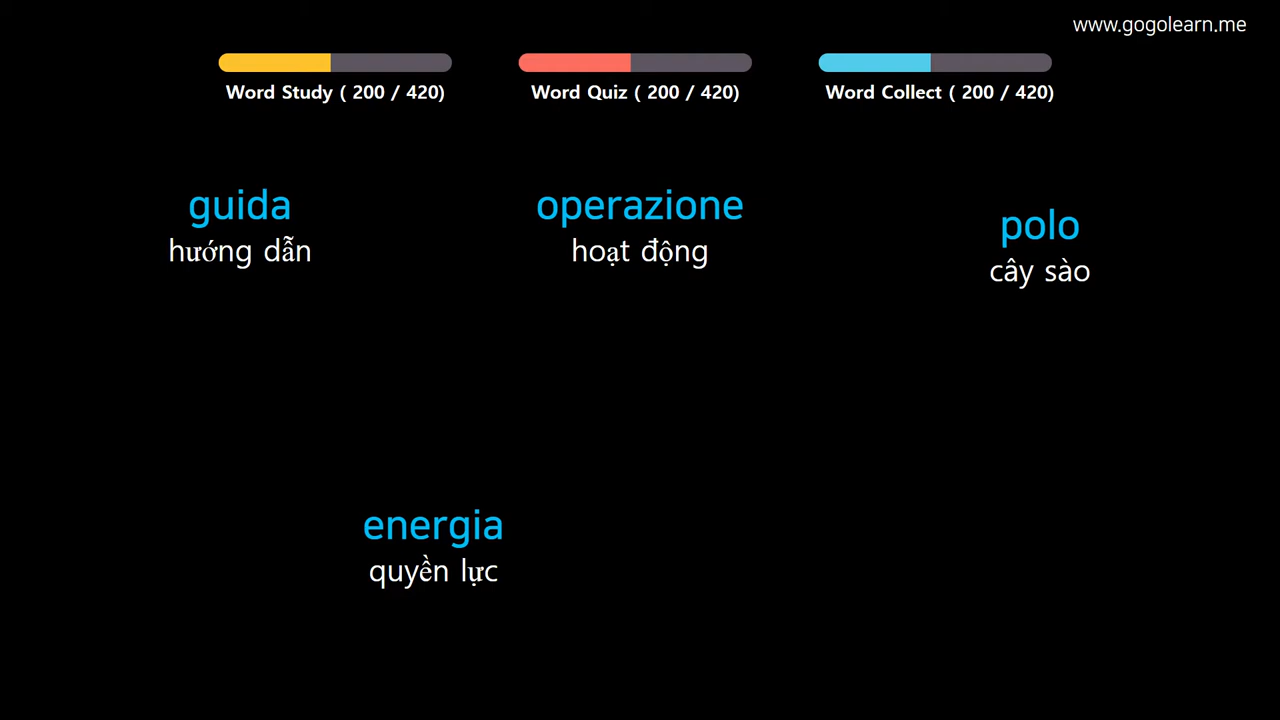 www.gogolearn.me
Word Study ( 200 / 420)
Word Quiz ( 200 / 420)
Word Collect ( 200 / 420)
guida
hướng dẫn
operazione
hoạt động
polo
cây sào
energia
quyền lực